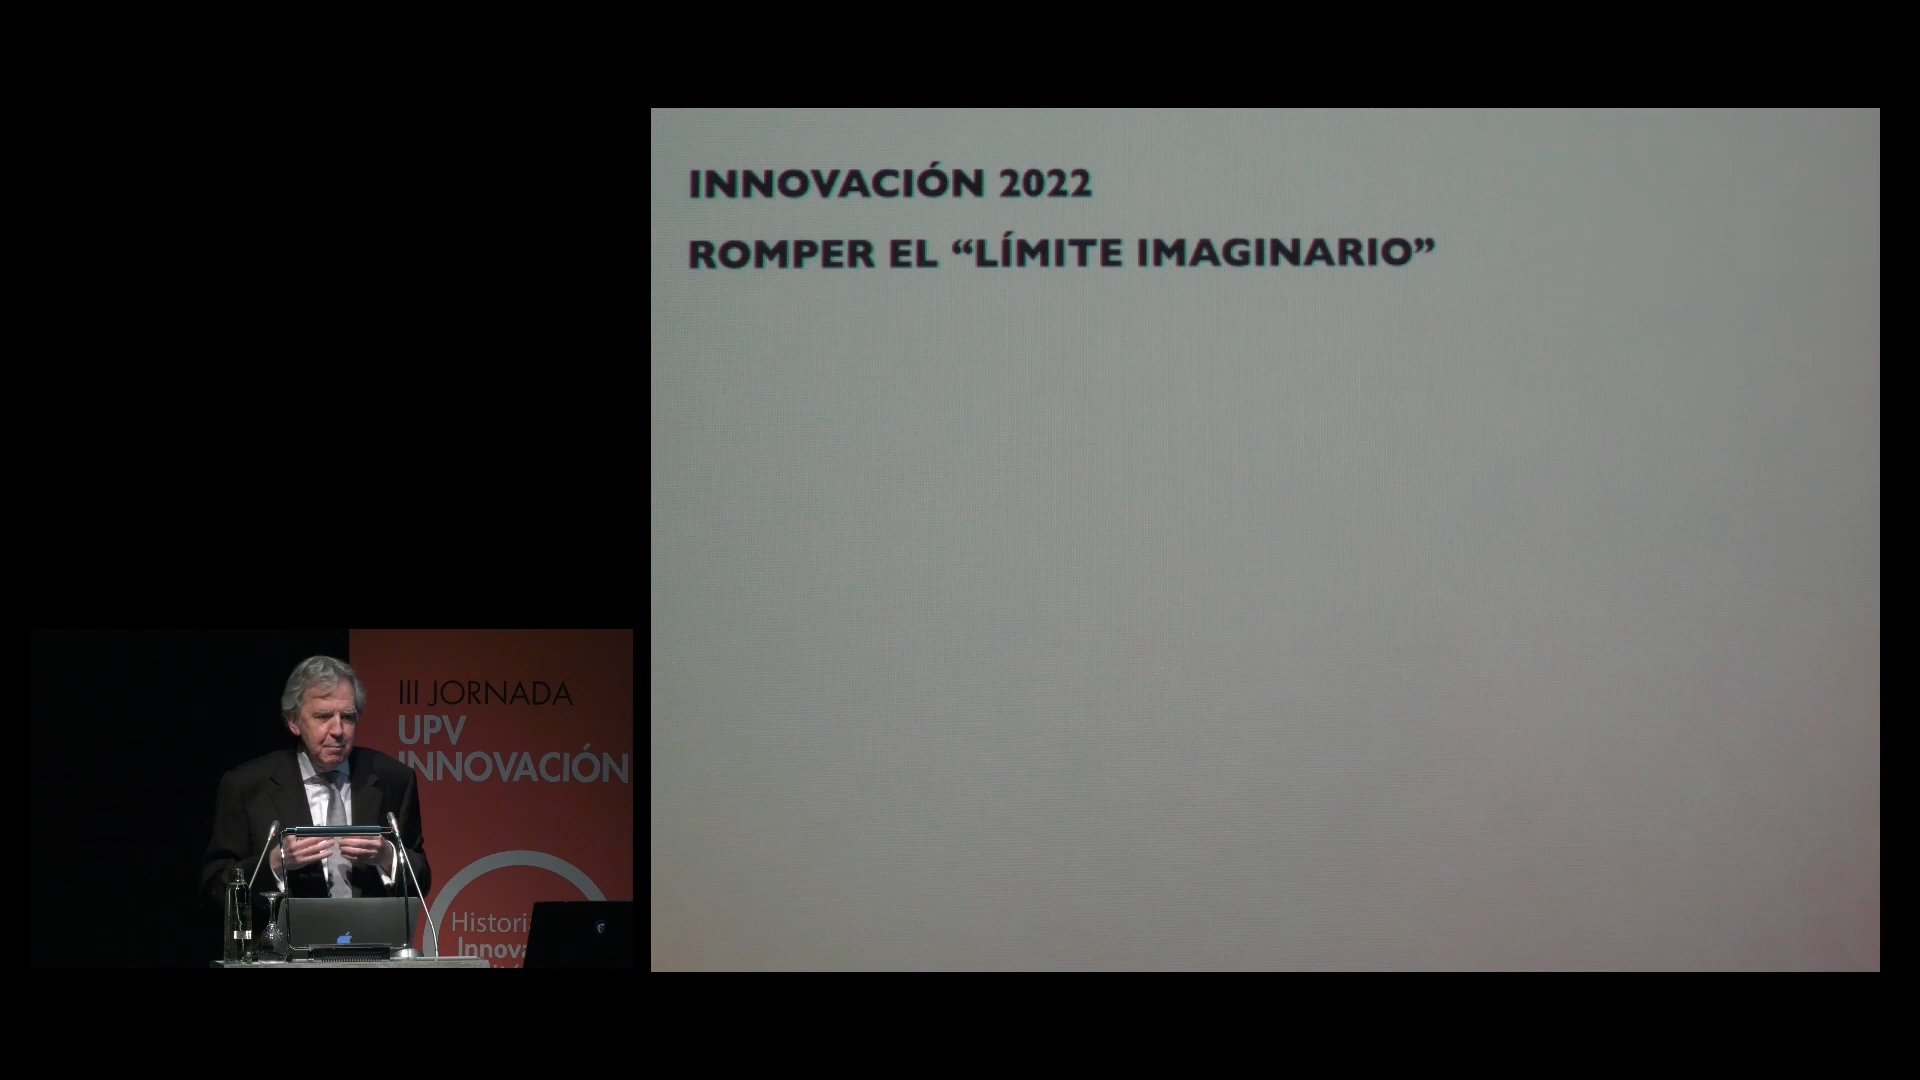 INNOVACIÓN 2022
ROMPER EL “LÍMITE IMAGINARIO”
III JORNADA
UPV
INNOVACIÓN